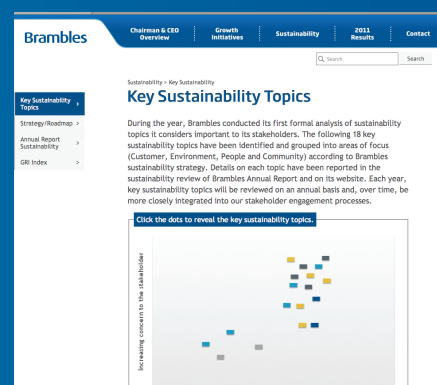 Brambles
Chairman & CEO Overview
Growth Initiatives
Sustainability
2011 Results
Contact
Search
Search
Sustainability > Key Sustainability
Key Sustainability Topics
Key Sustainability Topics >
Strategy/Roadmap >
Annual Report Sustainability >
GRI Index >
During the year, Brambles conducted its first formal analysis of sustainability
topics it considers important to its stakeholders. The following 18 key
sustainability topics have been identified and grouped into areas of focus
(Customer, Environment, People and Community) according to Brambles
sustainability strategy. Details on each topic have been reported in the
sustainability review of Brambles Annual Report and on its website. Each year,
key sustainability topics will be reviewed on an annual basis and, over time, be
more closely integrated into our stakeholder engagement processes.
Click the dots to reveal the key sustainability topics.
Increasing concern to the stakeholder